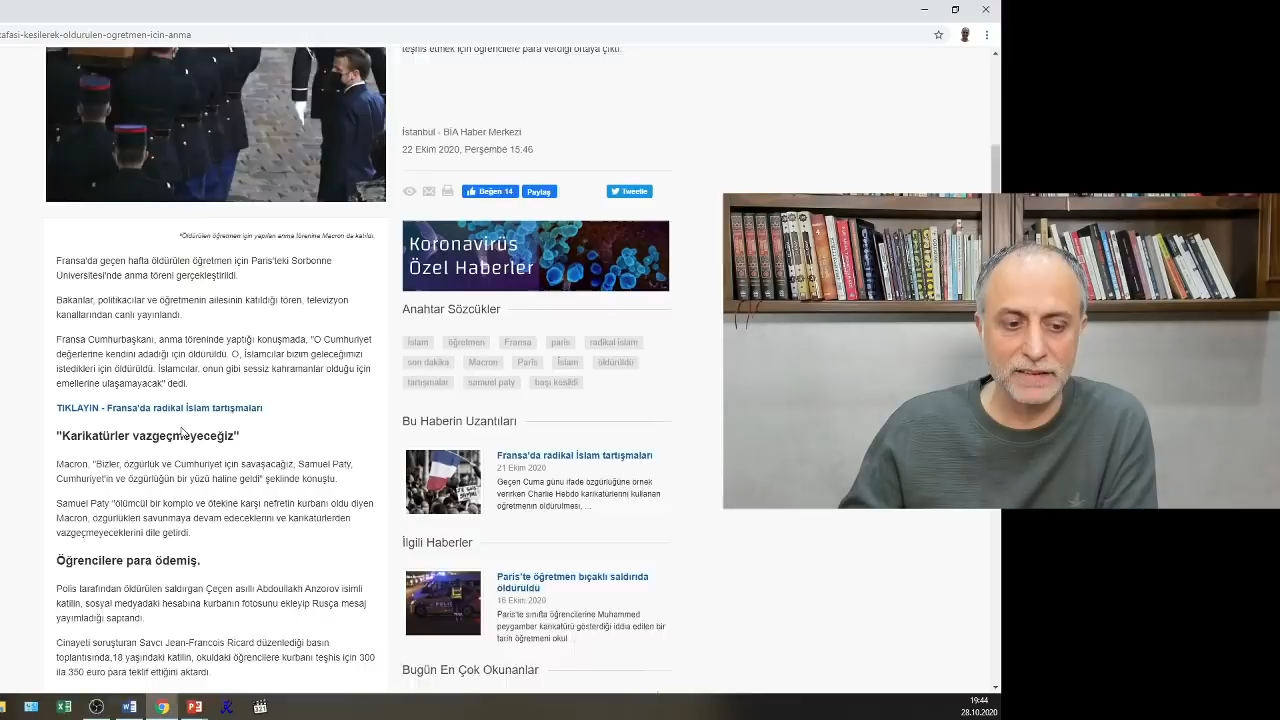 afasi-kesilerek-oldurulen-ogretmen-icin-anma
teşhis etmek için öğrencilere para verdiği ortaya çıktı.
İstanbul - BİA Haber Merkezi
22 Ekim 2020, Perşembe 15:46
Beğen 14
Paylaş
Tweetle
*Öldürülen öğretmen için yapılan anma törenine Macron da katıldı.
Fransa'da geçen hafta öldürülen öğretmen için Paris'teki Sorbonne
Üniversitesi'nde anma töreni gerçekleştirildi.
Bakanlar, politikacılar ve öğretmenin ailesinin katıldığı tören, televizyon
kanallarından canlı yayınlandı.
Fransa Cumhurbaşkanı, anma töreninde yaptığı konuşmada, "O Cumhuriyet
değerlerine kendini adadığı için öldürüldü. O, İslamcılar bizim geleceğimizi
istedikleri için öldürüldü. İslamcılar, onun gibi sessiz kahramanlar olduğu için
emellerine ulaşamayacak" dedi.
TIKLAYIN - Fransa'da radikal İslam tartışmaları
"Karikatürler vazgeçmeyeceğiz"
Macron, "Bizler, özgürlük ve Cumhuriyet için savaşacağız, Samuel Paty,
Cumhuriyet'in ve özgürlüğün bir yüzü haline geldi" şeklinde konuştu.
Samuel Paty "ölümcül bir komplo ve ötekine karşı nefretin kurbanı oldu diyen
Macron, özgürlükleri savunmaya devam edeceklerini ve karikatürlerden
vazgeçmeyeceklerini dile getirdi.
Öğrencilere para ödemiş.
Polis tarafından öldürülen saldırgan Çeçen asıllı Abdoullakh Anzorov isimli
katilin, sosyal medyadaki hesabına kurbanın fotosunu ekleyip Rusça mesaj
yayımladığı saptandı.
Cinayeti soruşturan Savcı Jean-Francois Ricard düzenlediği basın
toplantısında,18 yaşındaki katilin, okuldaki öğrencilere kurbanı teşhis için 300
ila 350 euro para teklif ettiğini aktardı.
Koronavirüs
Özel Haberler
Anahtar Sözcükler
İslam öğretmen Fransa paris radikal islam
son dakika Macron Paris İslam öldürüldü
tartışmalar samuel paty başı kesildi
Bu Haberin Uzantıları
Fransa'da radikal İslam tartışmaları
21 Ekim 2020
Geçen Cuma günü ifade özgürlüğüne örnek
verirken Charlie Hebdo karikatürlerini kullanan
öğretmenin öldürülmesi, ...
İlgili Haberler
Paris'te öğretmen bıçaklı saldırıda
öldürüldü
16 Ekim 2020
Paris'te sınıfta öğrencilerine Muhammed
peygamber karikatürü gösterdiği iddia edilen bir
tarih öğretmeni okul
Bugün En Çok Okunanlar
19:44
28.10.2020